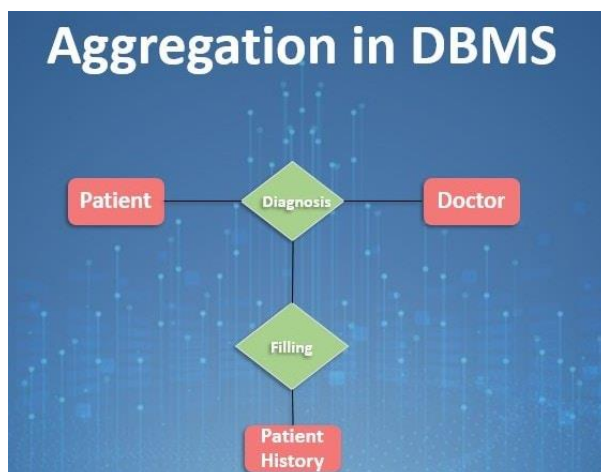 Aggregation in DBMS
Patient
Diagnosis
Doctor
Filling
Patient
History